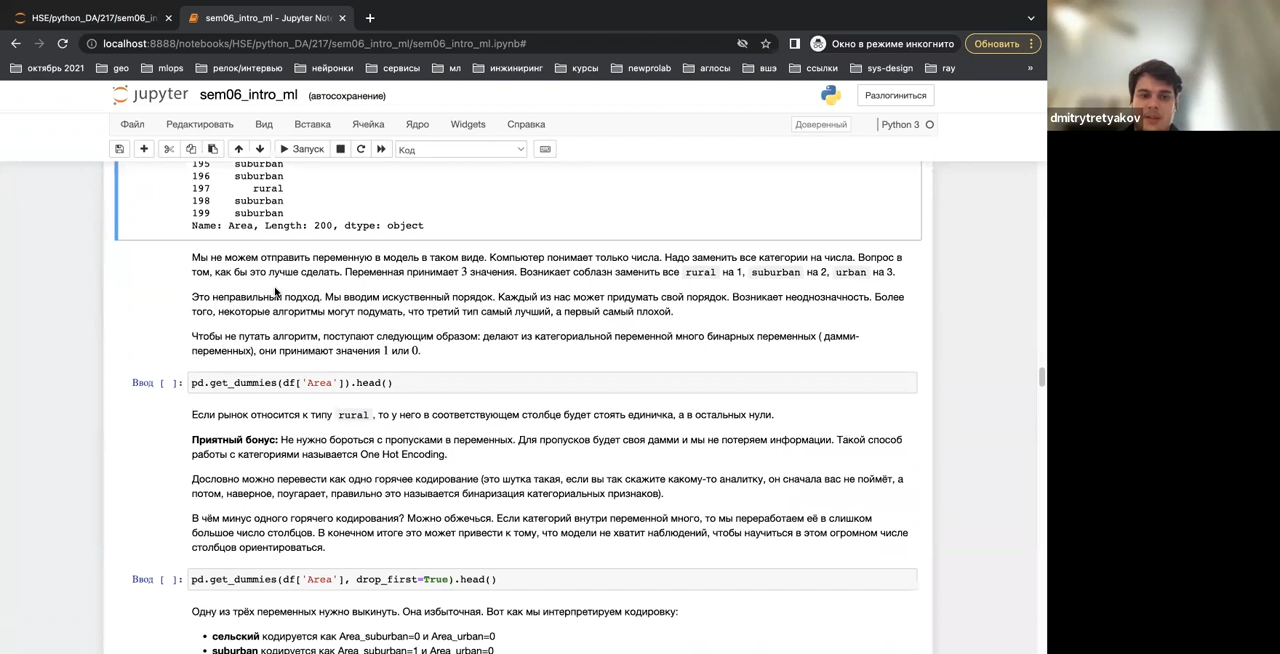 HSE/python_DA/217/sem06_in
sem06_intro_ml - Jupyter Not
localhost:8888/notebooks/HSE/python_DA/217/sem06_intro_ml/sem06_intro_ml.ipynb#
Окно в режиме инкогнито
Обновить
октябрь 2021
geo
mlops
релок/интервью
нейронки
сервисы
мл
инжиниринг
курсы
newprolab
аглосы
вшэ
ссылки
sys-design
ray
»
dmitrytretyakov
jupyter sem06_intro_ml (автосохранение)
Разлогиниться
Файл Редактировать Вид Вставка Ячейка Ядро Widgets Справка
Доверенный
Python 3
Запуск
Код
195 suburban
196 suburban
197 rural
198 suburban
199 suburban
Name: Area, Length: 200, dtype: object
Мы не можем отправить переменную в модель в таком виде. Компьютер понимает только числа. Надо заменить все категории на числа. Вопрос в
том, как бы это лучше сделать. Переменная принимает 3 значения. Возникает соблазн заменить все rural на 1, suburban на 2, urban на 3.
Это неправильный подход. Мы вводим искуственный порядок. Каждый из нас может придумать свой порядок. Возникает неоднозначность. Более
того, некоторые алгоритмы могут подумать, что третий тип самый лучший, а первый самый плохой.
Чтобы не путать алгоритм, поступают следующим образом: делают из категориальной переменной много бинарных переменных ( дамми-
переменных), они принимают значения 1 или 0.
Ввод [ ]: pd.get_dummies(df['Area']).head()
Если рынок относится к типу rural, то у него в соответствующем столбце будет стоять единичка, а в остальных нули.
Приятный бонус: Не нужно бороться с пропусками в переменных. Для пропусков будет своя дамми и мы не потеряем информации. Такой способ
работы с категориями называется One Hot Encoding.
Дословно можно перевести как одно горячее кодирование (это шутка такая, если вы так скажите какому-то аналитку, он сначала вас не поймёт, а
потом, наверное, поугарает, правильно это называется бинаризация категориальных признаков).
В чём минус одного горячего кодирования? Можно обжечься. Если категорий внутри переменной много, то мы переработаем её в слишком
большое число столбцов. В конечном итоге это может привести к тому, что модели не хватит наблюдений, чтобы научиться в этом огромном числе
столбцов ориентироваться.
Ввод [ ]: pd.get_dummies(df['Area'], drop_first=True).head()
Одну из трёх переменных нужно выкинуть. Она избыточная. Вот как мы интерпретируем кодировку:
• сельский кодируется как Area_suburban=0 и Area_urban=0
• suburban кодируется как Area_suburban=1 и Area_urban=0